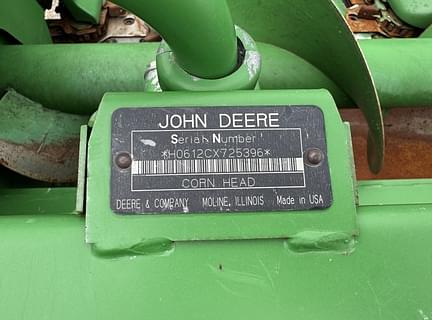 JOHN DEERE
Serial Number
*H0612CX725396*
CORN HEAD
DEERE & COMPANY MOLINE, ILLINOIS Made in USA